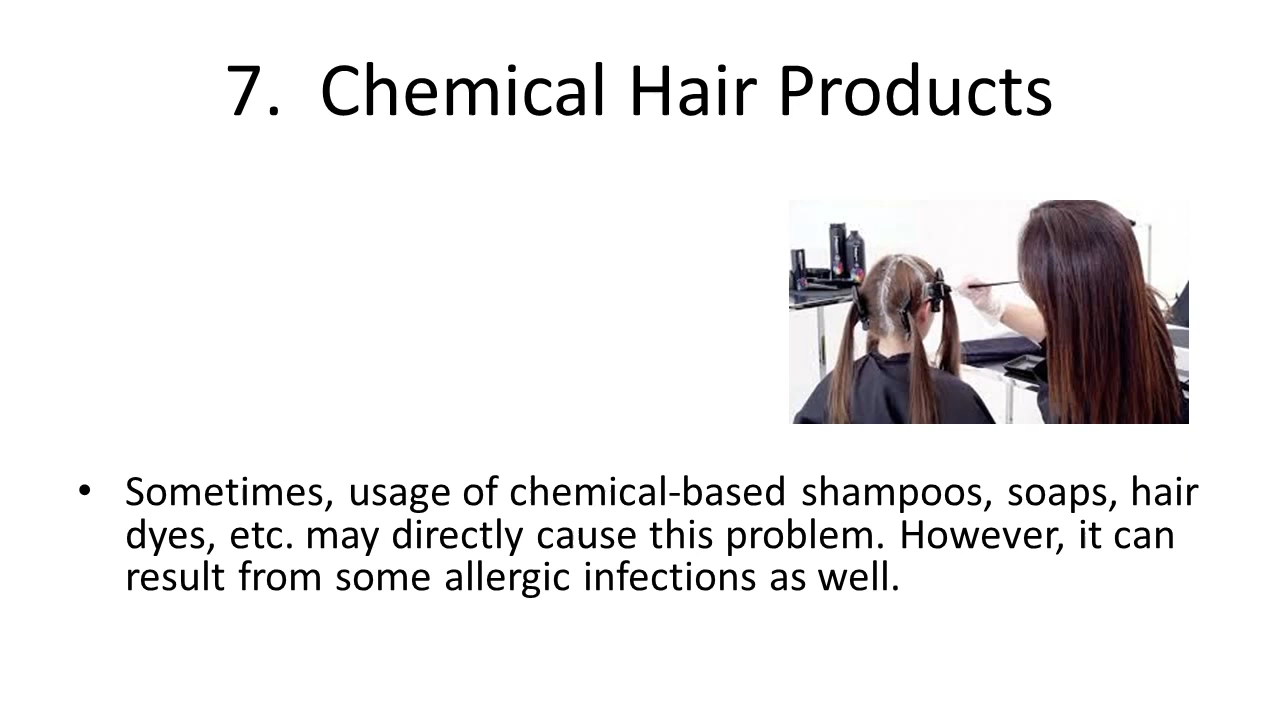 7. Chemical Hair Products
• Sometimes, usage of chemical-based shampoos, soaps, hair
dyes, etc. may directly cause this problem. However, it can
result from some allergic infections as well.